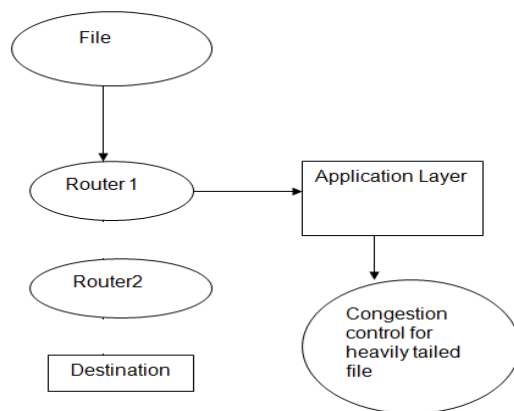 File
Router 1
Application Layer
Router2
Congestion
control for
heavily tailed
file
Destination